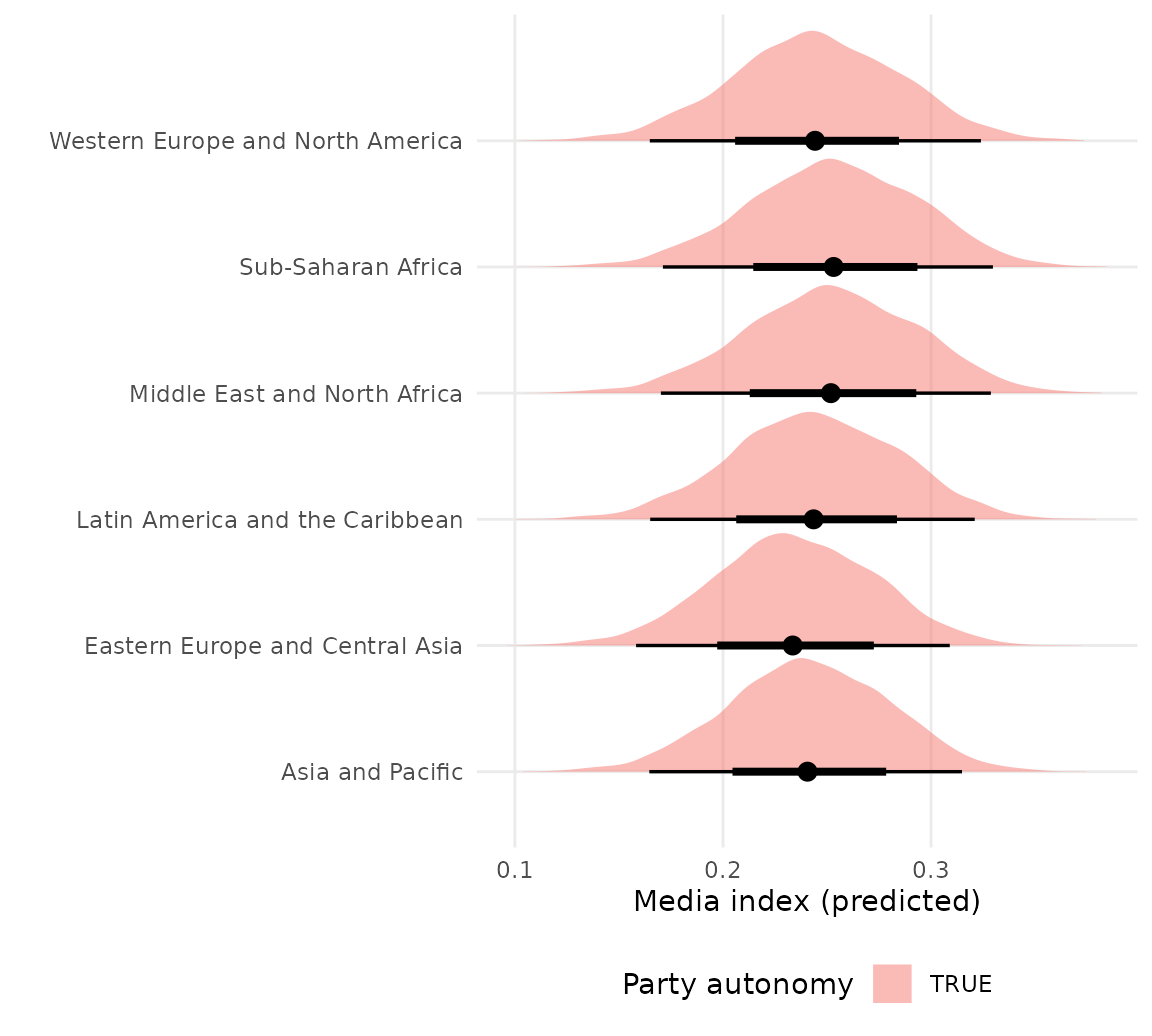 Western Europe and North America
Sub-Saharan Africa
Middle East and North Africa
Latin America and the Caribbean
Eastern Europe and Central Asia
Asia and Pacific
0.1 0.2 0.3
Media index (predicted)
Party autonomy TRUE